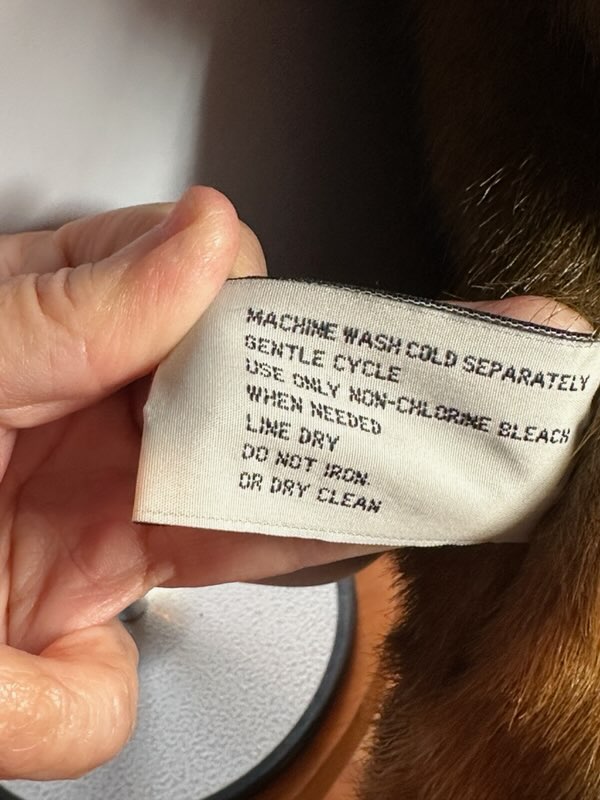 MACHINE WASH COLD SEPARATELY
GENTLE CYCLE
USE ONLY NON-CHLORINE BLEACH
WHEN NEEDED
LINE DRY
DO NOT IRON.
OR DRY CLEAN